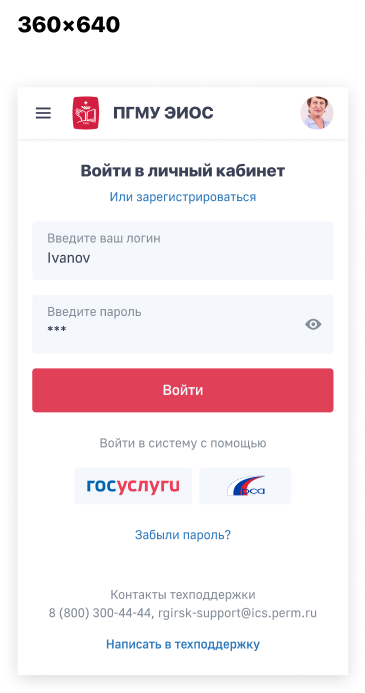 360×640
ПГМУ ЭИОС
Войти в личный кабинет
Или зарегистрироваться
Введите ваш логин
Ivanov
Введите пароль
***
Войти
Войти в систему с помощью
госуслуги
рса
Забыли пароль?
Контакты техподдержки
8 (800) 300-44-44, rgirsk-support@ics.perm.ru
Написать в техподдержку